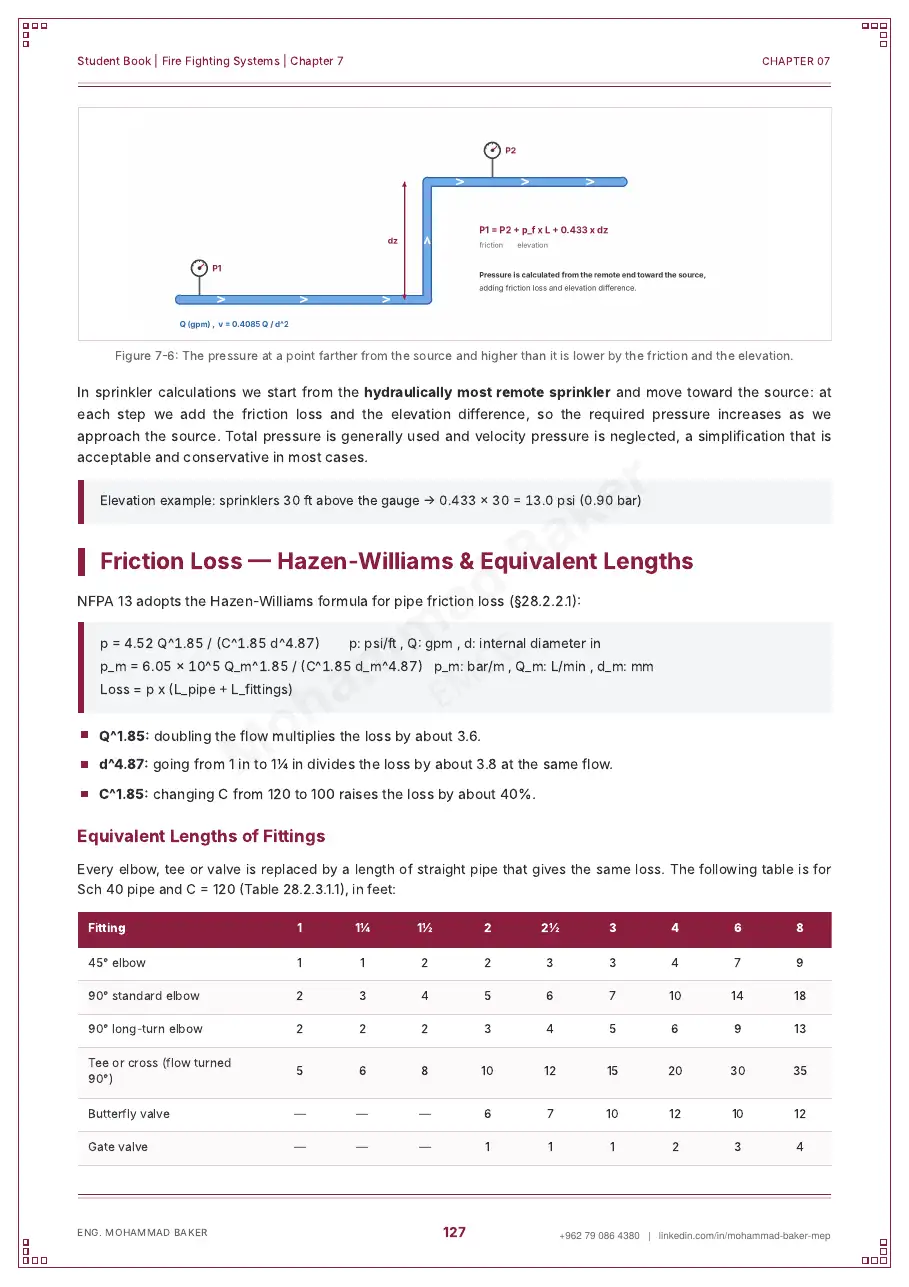 Student Book | Fire Fighting Systems | Chapter 7
CHAPTER 07
P2
P1 = P2 + p_f x L + 0.433 x dz
friction elevation
dz
P1
Pressure is calculated from the remote end toward the source,
adding friction loss and elevation difference.
Q (gpm) , v = 0.4085 Q / d^2
Figure 7-6: The pressure at a point farther from the source and higher than it is lower by the friction and the elevation.
In sprinkler calculations we start from the hydraulically most remote sprinkler and move toward the source: at
each step we add the friction loss and the elevation difference, so the required pressure increases as we
approach the source. Total pressure is generally used and velocity pressure is neglected, a simplification that is
acceptable and conservative in most cases.
Elevation example: sprinklers 30 ft above the gauge → 0.433 × 30 = 13.0 psi (0.90 bar)
Friction Loss — Hazen-Williams & Equivalent Lengths
NFPA 13 adopts the Hazen-Williams formula for pipe friction loss (§28.2.2.1):
p = 4.52 Q^1.85 / (C^1.85 d^4.87) p: psi/ft , Q: gpm , d: internal diameter in
p_m = 6.05 × 10^5 Q_m^1.85 / (C^1.85 d_m^4.87) p_m: bar/m , Q_m: L/min , d_m: mm
Loss = p x (L_pipe + L_fittings)
Q^1.85: doubling the flow multiplies the loss by about 3.6.
d^4.87: going from 1 in to 1¼ in divides the loss by about 3.8 at the same flow.
C^1.85: changing C from 120 to 100 raises the loss by about 40%.
Equivalent Lengths of Fittings
Every elbow, tee or valve is replaced by a length of straight pipe that gives the same loss. The following table is for
Sch 40 pipe and C = 120 (Table 28.2.3.1.1), in feet:
Fitting 1 1¼ 1½ 2 2½ 3 4 6 8
45° elbow 1 1 2 2 3 3 4 7 9
90° standard elbow 2 3 4 5 6 7 10 14 18
90° long-turn elbow 2 2 2 3 4 5 6 9 13
Tee or cross (flow turned
90°) 5 6 8 10 12 15 20 30 35
Butterfly valve — — — 6 7 10 12 10 12
Gate valve — — — 1 1 1 2 3 4
ENG. MOHAMMAD BAKER
127
+962 79 086 4380 | linkedin.com/in/mohammad-baker-mep
Mohammad Baker